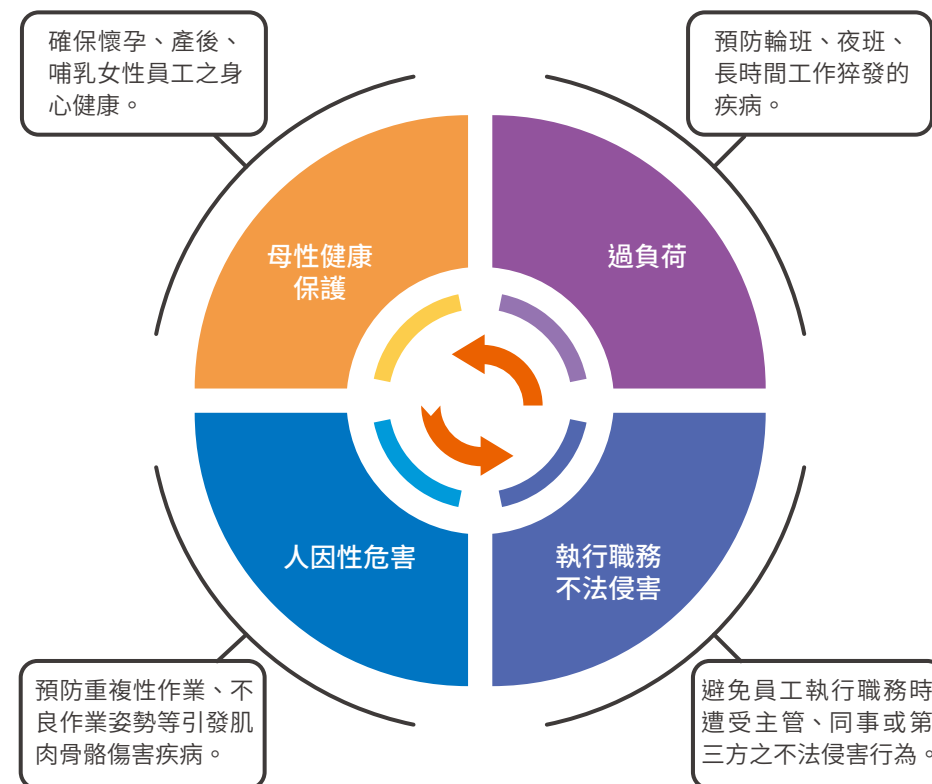 確保懷孕、產後、
哺乳女性員工之身
心健康。
預防輪班、夜班、
長時間工作猝發的
疾病。
母性健康
保護
過負荷
人因性危害
執行職務
不法侵害
預防重複性作業、不
良作業姿勢等引發肌
肉骨骼傷害疾病。
避免員工執行職務時
遭受主管、同事或第
三方之不法侵害行為。